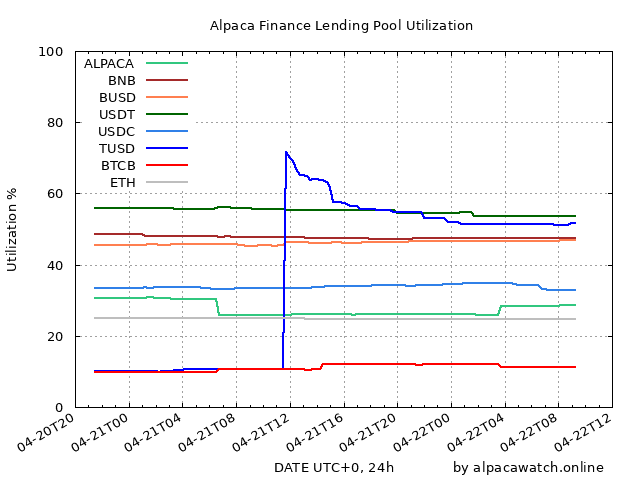 Alpaca Finance Lending Pool Utilization
Utilization %
100
80
60
40
20
0
ALPACA
BNB
BUSD
USDT
USDC
TUSD
BTCB
ETH
04-20T20
04-21T00
04-21T04
04-21T08
04-21T12
04-21T16
04-21T20
04-22T00
04-22T04
04-22T08
04-22T12
DATE UTC+0, 24h
by alpacawatch.online